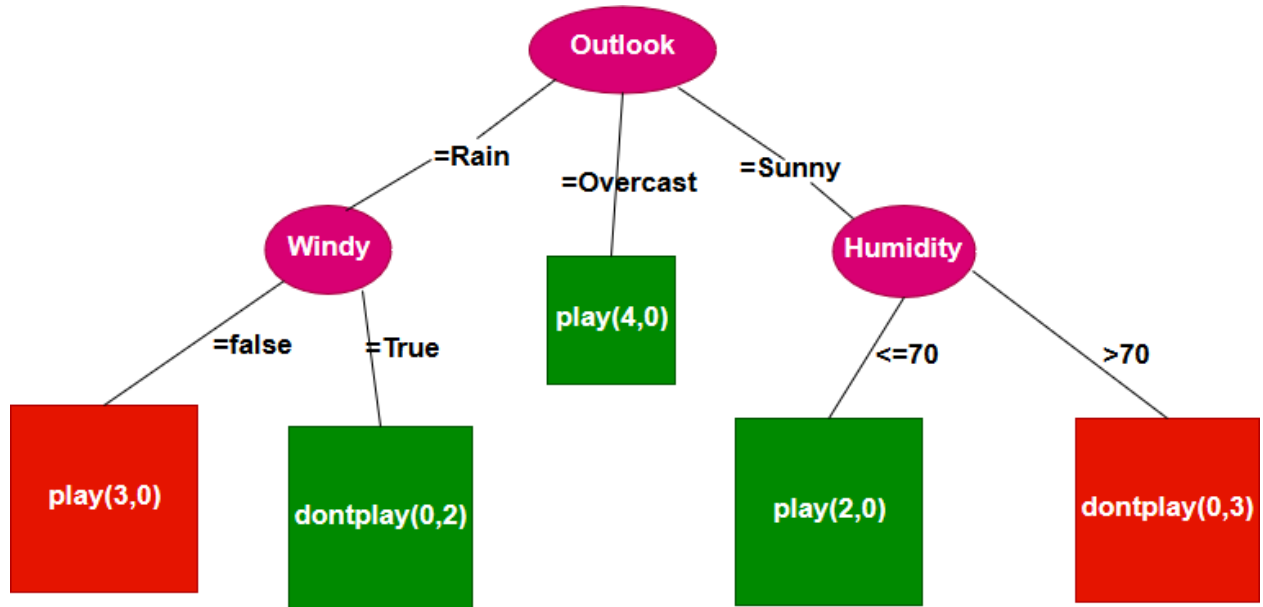 Outlook
=Rain
=Overcast
=Sunny
Windy
Humidity
=false
=True
play(4,0)
<=70
>70
play(3,0)
dontplay(0,2)
play(2,0)
dontplay(0,3)